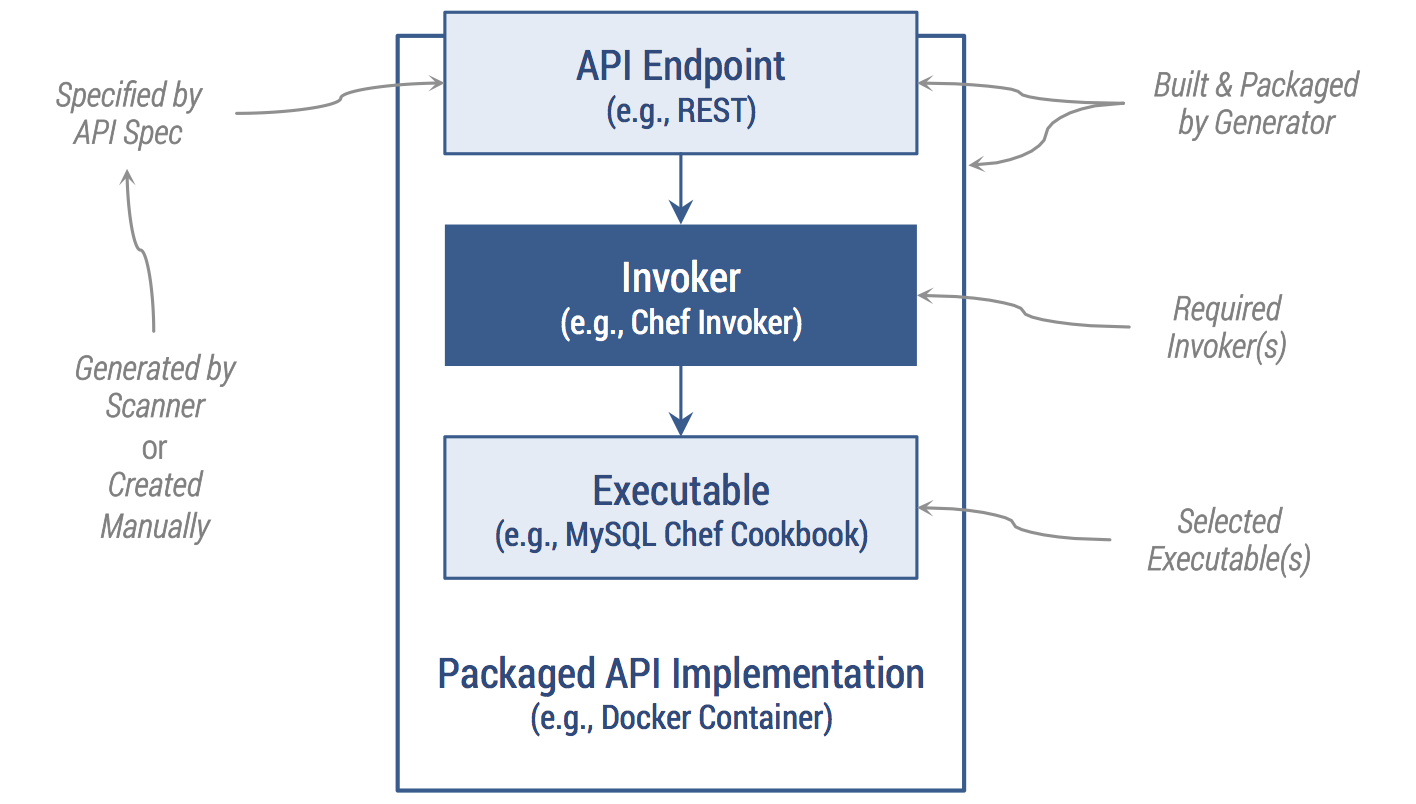 API Endpoint
(e.g., REST)
Specified by
API Spec
Built & Packaged
by Generator
Invoker
(e.g., Chef Invoker)
Required
Invoker(s)
Generated by
Scanner
or
Created
Manually
Executable
(e.g., MySQL Chef Cookbook)
Selected
Executable(s)
Packaged API Implementation
(e.g., Docker Container)